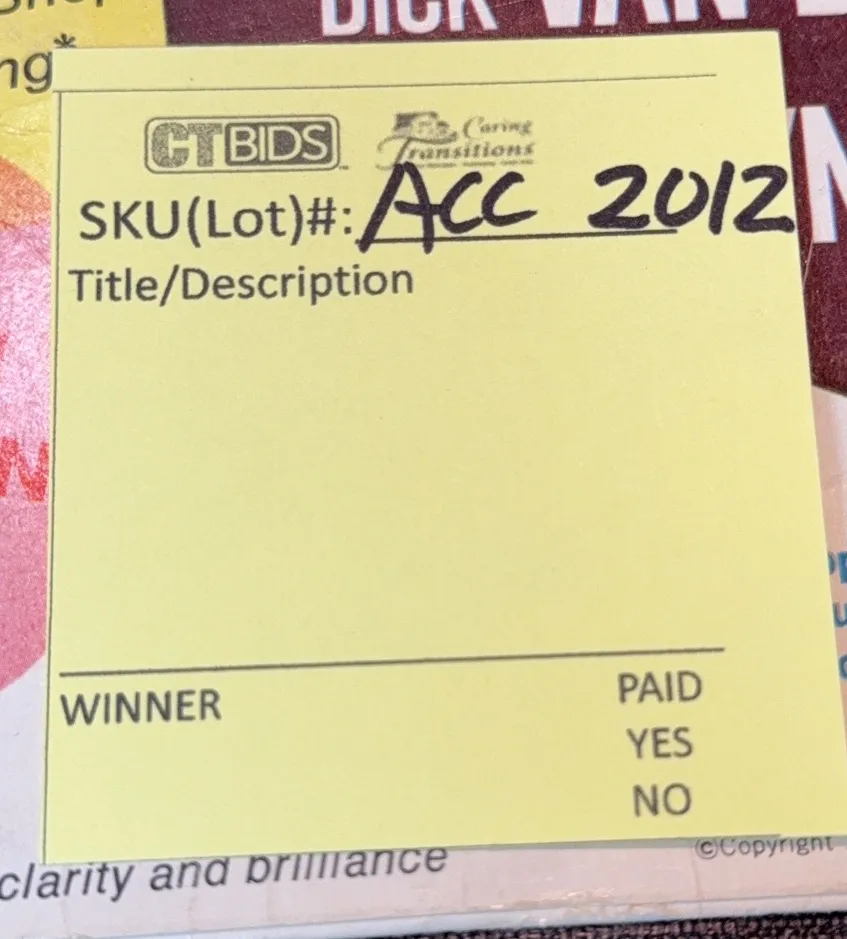 DICK VAN
ng*
CTBIDS Caring Transitions
SKU(Lot)#: ACC 2012
Title/Description
WINNER
PAID
YES
NO
clarity and brilliance
©Copyright